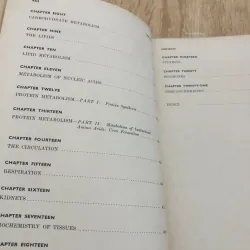 CHAPTER EIGHT
CARBOHYDRATE METABOLISM
CHAPTER NINE
THE LIPIDS
CHAPTER TEN
LIPID METABOLISM
CHAPTER ELEVEN
METABOLISM OF NUCLEIC ACIDS
CHAPTER TWELVE
PROTEIN METABOLISM—PART I: Protein Synthesis
CHAPTER THIRTEEN
PROTEIN METABOLISM—PART II: Metabolism of Individual
Amino Acids: Urea Formation
CHAPTER FOURTEEN
THE CIRCULATION
CHAPTER FIFTEEN
RESPIRATION
CHAPTER SIXTEEN
KIDNEYS
CHAPTER SEVENTEEN
BIOCHEMISTRY OF TISSUES
CHAPTER EIGHTEEN
CHAPTER NINETEEN
CHAPTER TWENTY
HORMONES
CHAPTER TWENTY-ONE
INDEX